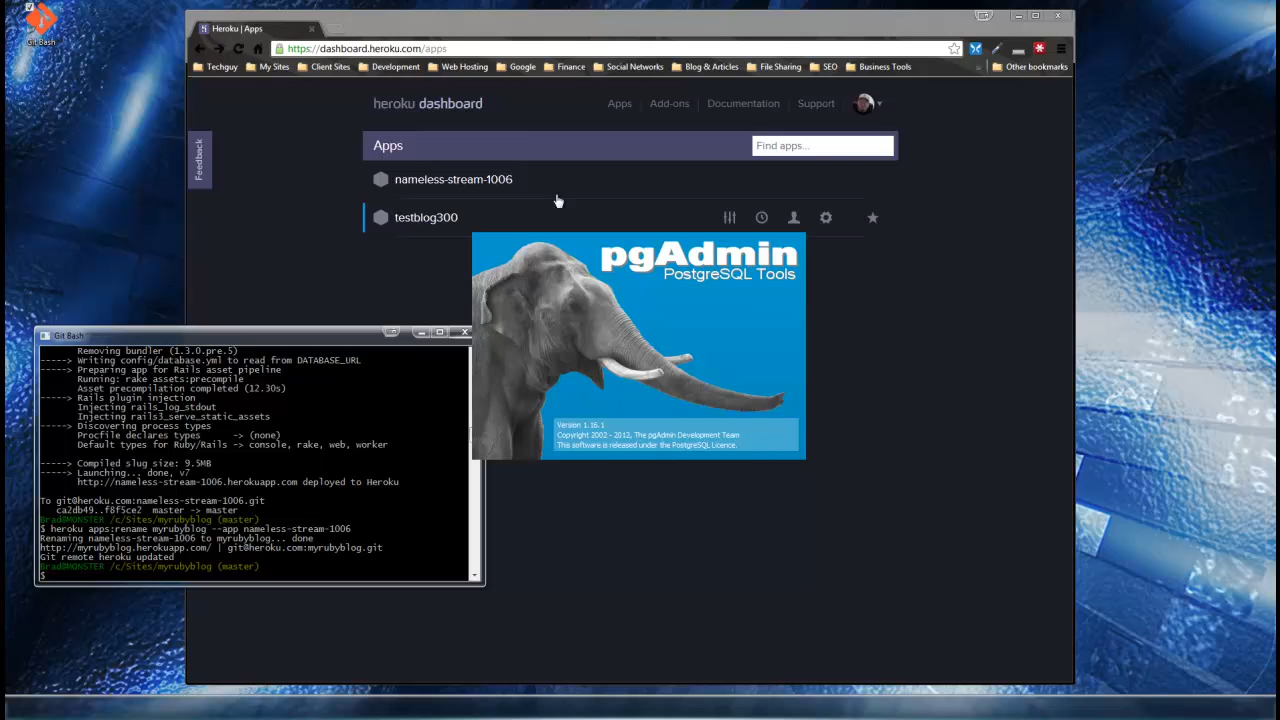 Git Bash
Heroku | Apps
https://dashboard.heroku.com/apps
Techguy
My Sites
Client Sites
Development
Web Hosting
Google
Finance
Social Networks
Blog & Articles
File Sharing
SEO
Business Tools
»
Other bookmarks
heroku dashboard
Apps
Add-ons
Documentation
Support
Feedback
Apps
Find apps...
nameless-stream-1006
testblog300
pgAdmin
PostgreSQL Tools
Version 1.16.1
Copyright 2002 - 2012, The pgAdmin Development Team
This software is released under the PostgreSQL Licence.
Git Bash
Removing bundler (1.3.0.pre.5)
-----> Writing config/database.yml to read from DATABASE_URL
-----> Preparing app for Rails asset pipeline
Running: rake assets:precompile
Asset precompilation completed (12.30s)
-----> Rails plugin injection
Injecting rails_log_stdout
Injecting rails3_serve_static_assets
-----> Discovering process types
Procfile declares types -> (none)
Default types for Ruby/Rails -> console, rake, web, worker
-----> Compiled slug size: 9.5MB
-----> Launching... done, v7
http://nameless-stream-1006.herokuapp.com deployed to Heroku
To git@heroku.com:nameless-stream-1006.git
ca2db49..f8f5ce2 master -> master
Brad@MONSTER /c/Sites/myrubyblog (master)
$ heroku apps:rename myrubyblog --app nameless-stream-1006
Renaming nameless-stream-1006 to myrubyblog... done
http://myrubyblog.herokuapp.com/ | git@heroku.com:myrubyblog.git
Git remote heroku updated
Brad@MONSTER /c/Sites/myrubyblog (master)
$